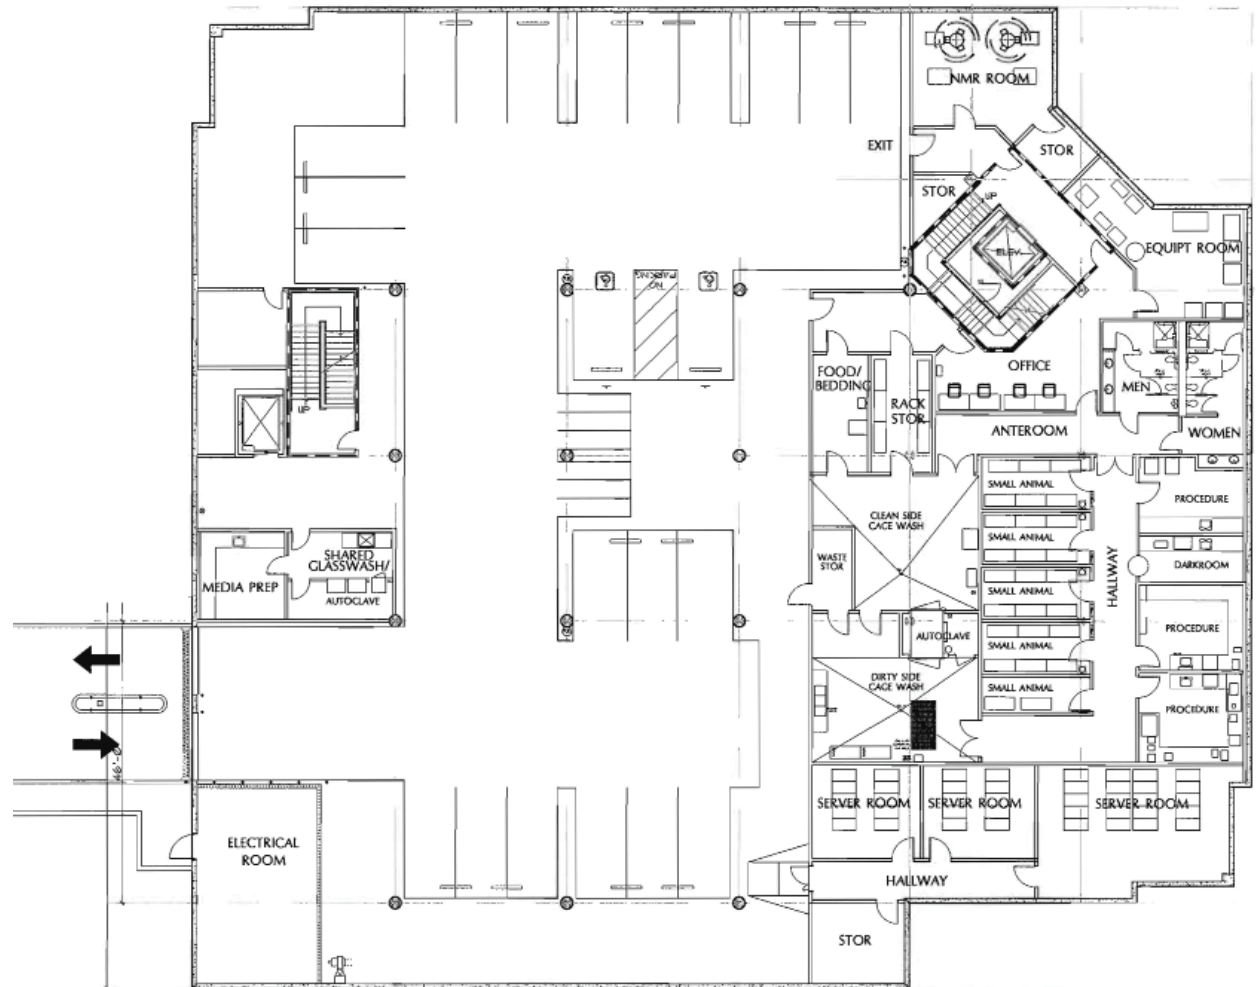 NMR ROOM
EXIT
STOR
STOR
UP
ELEV
EQUIPT ROOM
NO
PARKING
UP
FOOD/
BEDDING
RACK
STOR
OFFICE
MEN
WOMEN
ANTEROOM
SMALL ANIMAL
PROCEDURE
CLEAN SIDE
CAGE WASH
SMALL ANIMAL
WASTE
STOR
SMALL ANIMAL
HALLWAY
DARKROOM
SHARED
GLASSWASH/
AUTOCLAVE
MEDIA PREP
AUTOCLAVE
SMALL ANIMAL
PROCEDURE
DIRTY SIDE
CAGE WASH
SMALL ANIMAL
PROCEDURE
46'-0
SERVER ROOM
SERVER ROOM
SERVER ROOM
ELECTRICAL
ROOM
HALLWAY
STOR